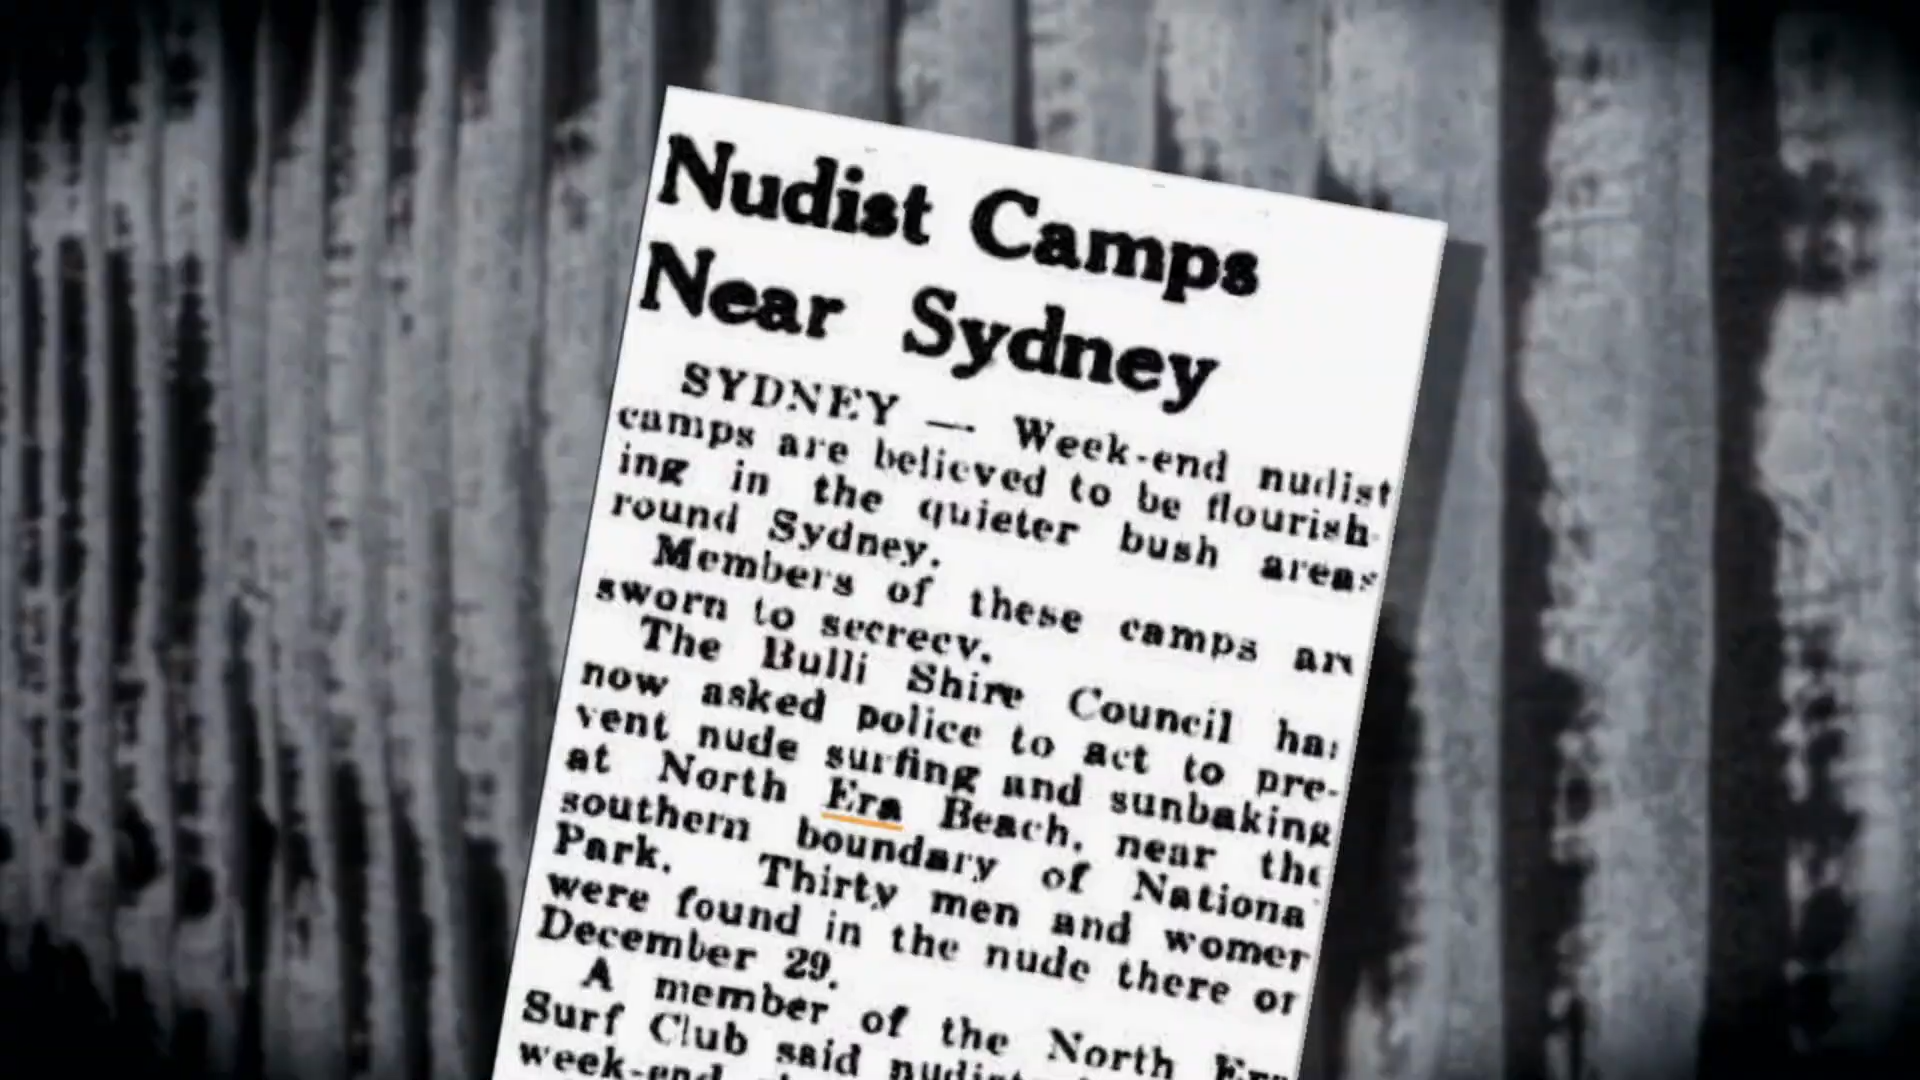 Nudist Camps
Near Sydney
SYDNEY — Week-end nudist
camps are believed to be flourish-
ing in the quieter bush areas
round Sydney.
Members of these camps are
sworn to secrecy.
The Bulli Shire Council has
now asked police to act to pre-
vent nude surfing and sunbaking
at North Era Beach, near the
southern boundary of National
Park. Thirty men and women
were found in the nude there on
December 29.
A member of the North Era
Surf Club said nudist
week-end